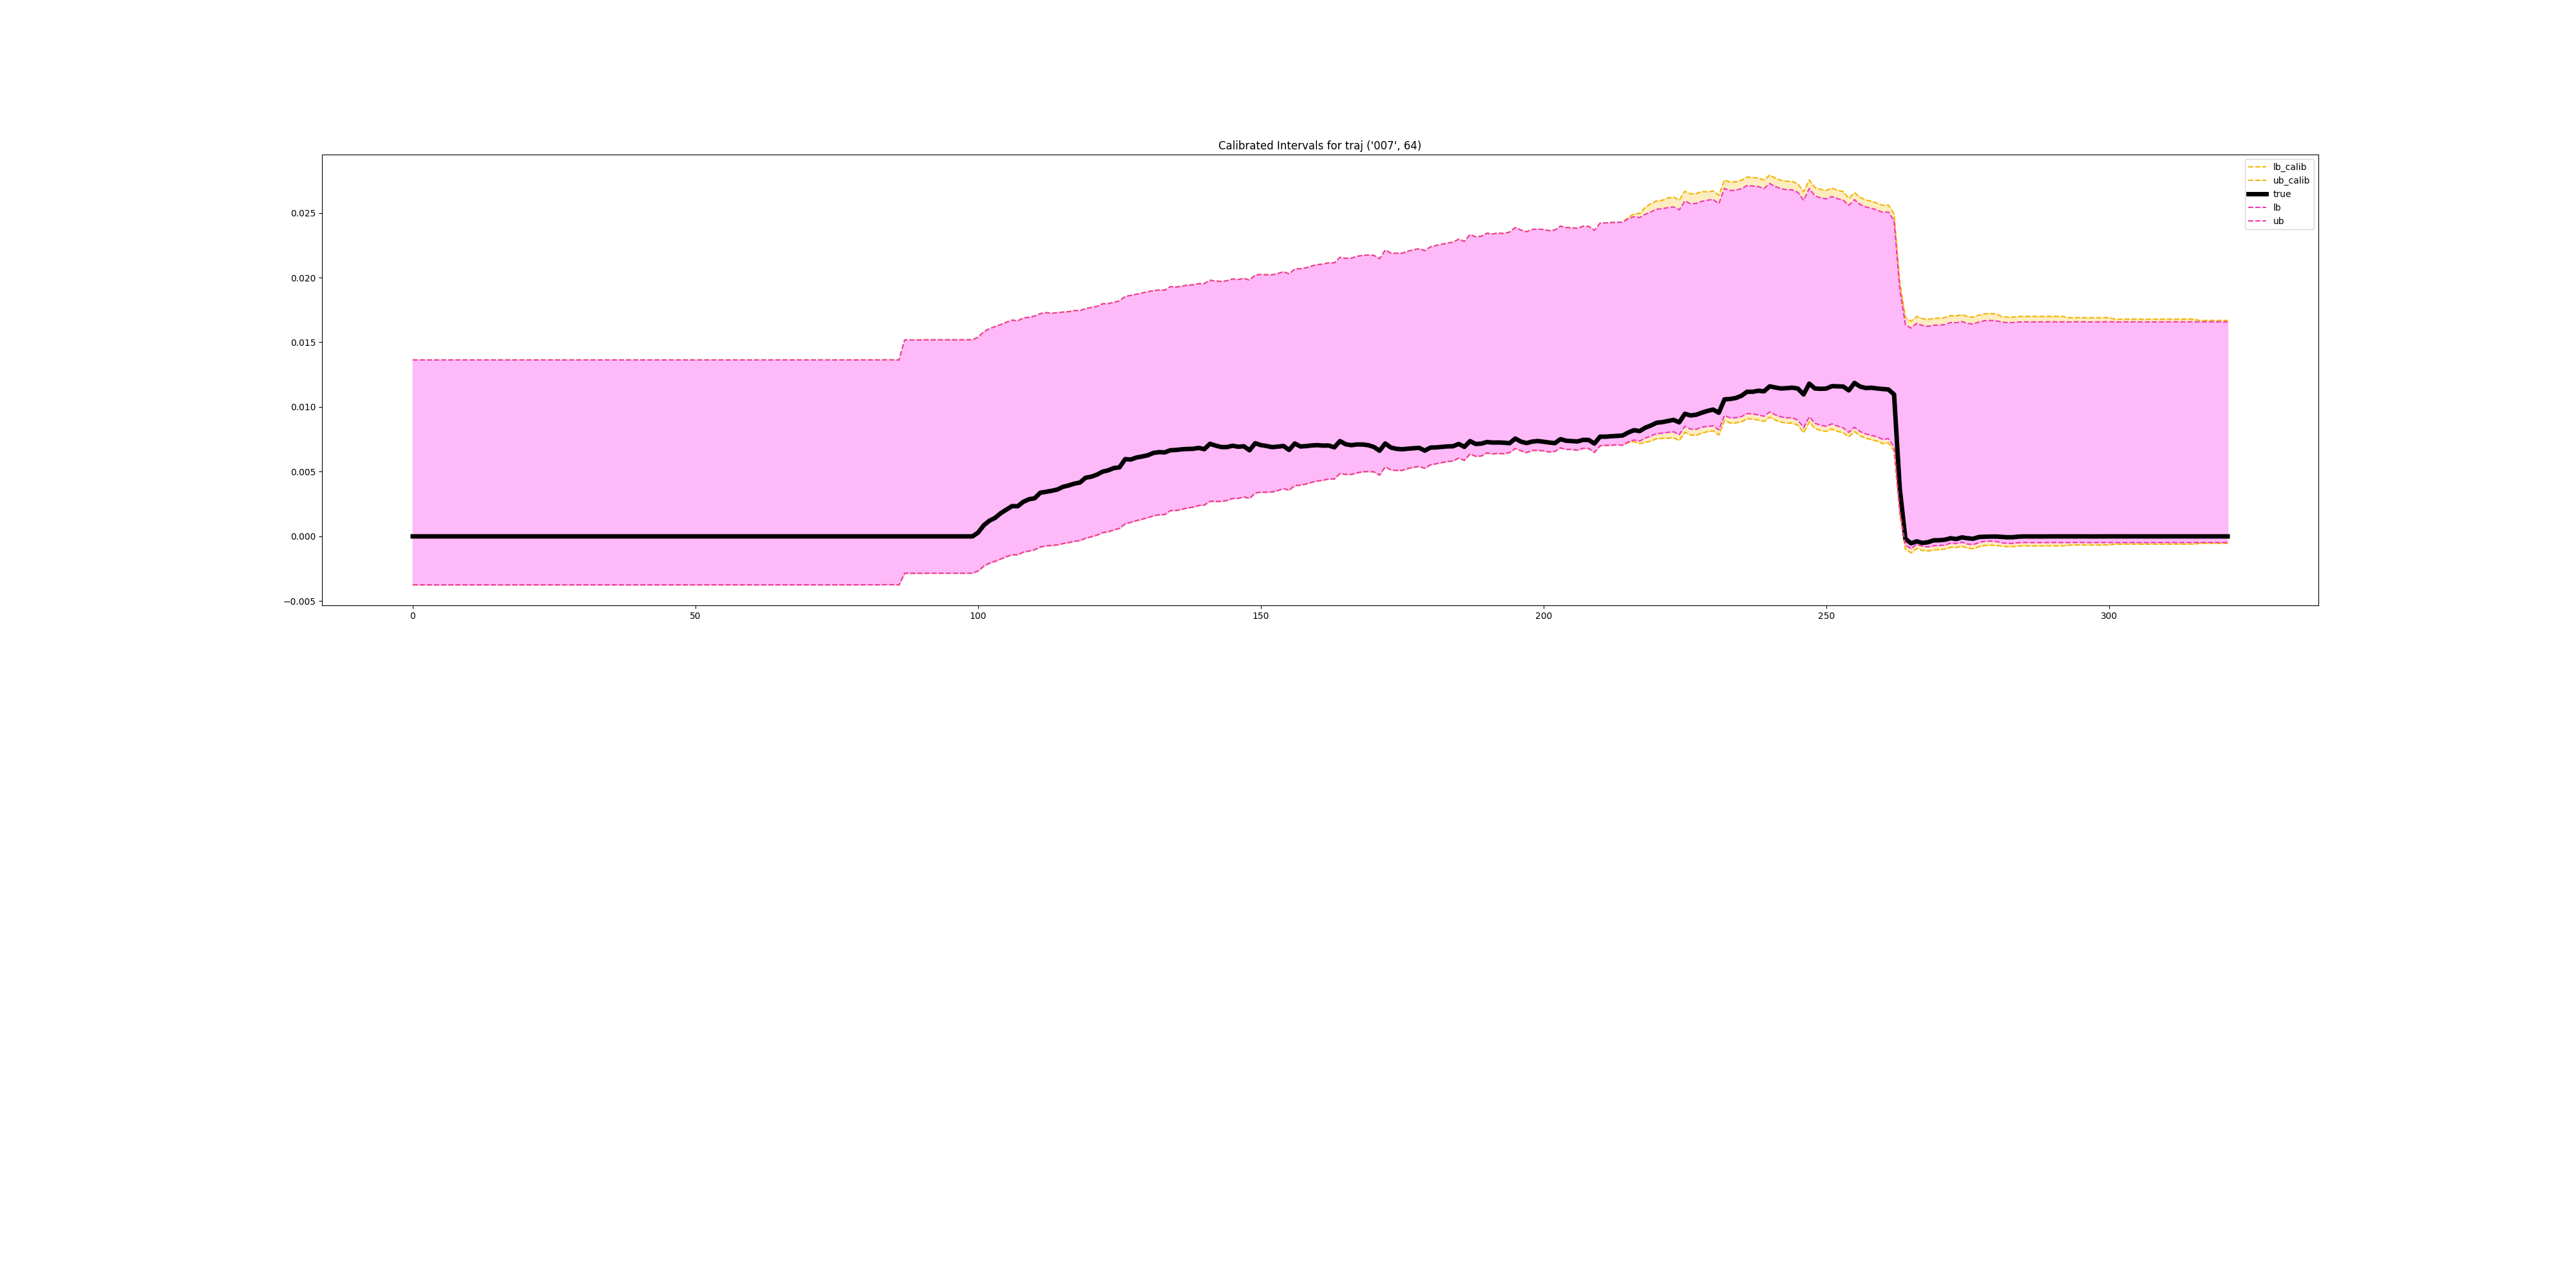 Calibrated Intervals for traj ('007', 64)
lb_calib
ub_calib
true
lb
ub
0.025
0.020
0.015
0.010
0.005
0.000
−0.005
0 50 100 150 200 250 300